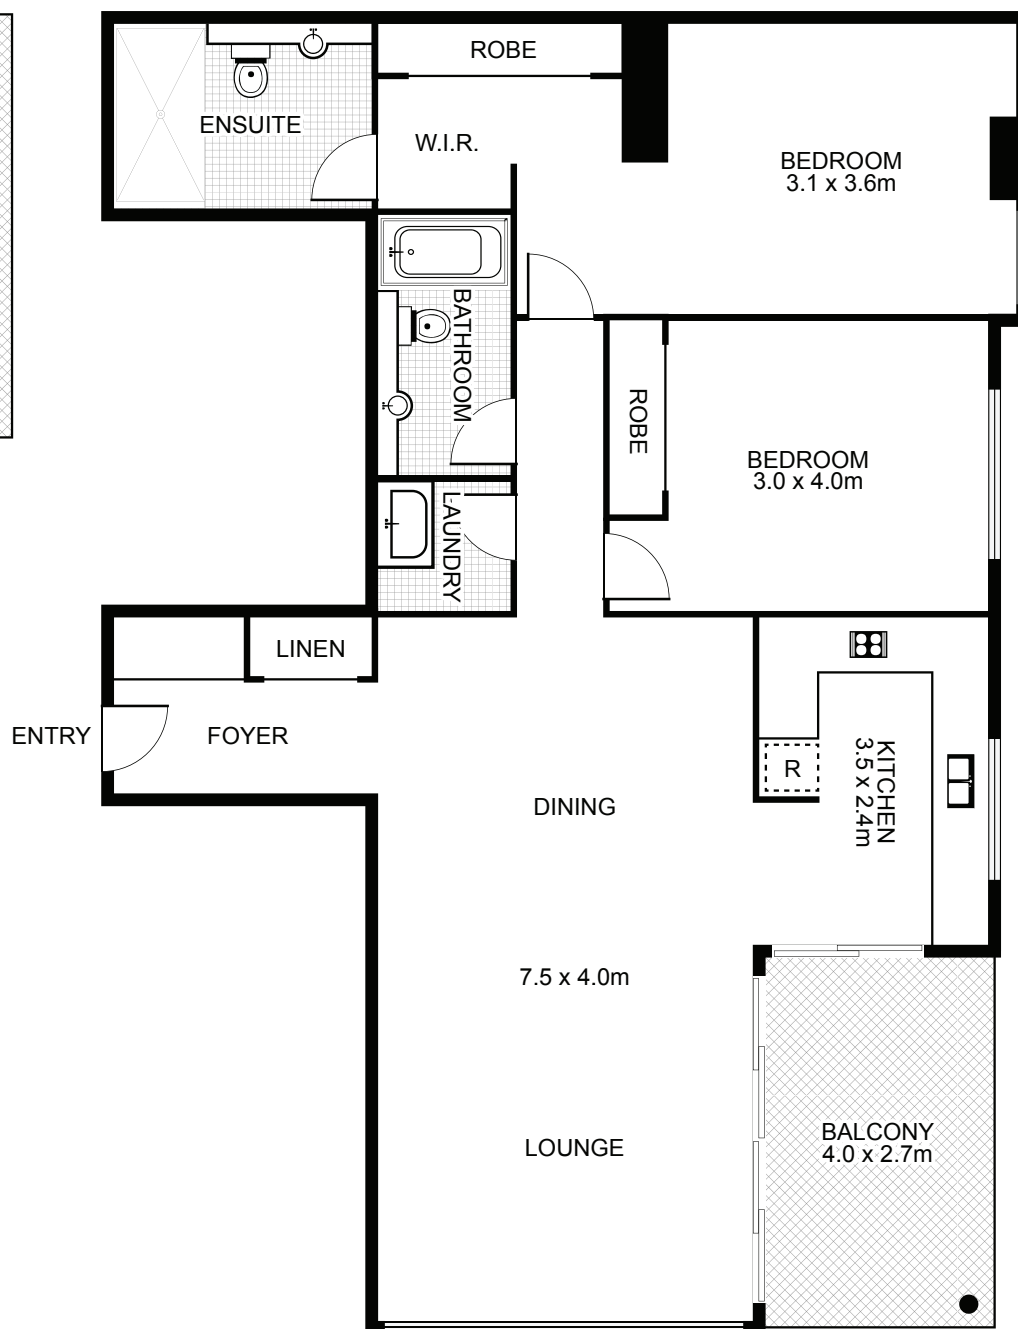 ROBE
ENSUITE
W.I.R.
BEDROOM
3.1 x 3.6m
BATHROOM
ROBE
BEDROOM
3.0 x 4.0m
LAUNDRY
LINEN
ENTRY
FOYER
R
KITCHEN
3.5 x 2.4m
DINING
7.5 x 4.0m
LOUNGE
BALCONY
4.0 x 2.7m